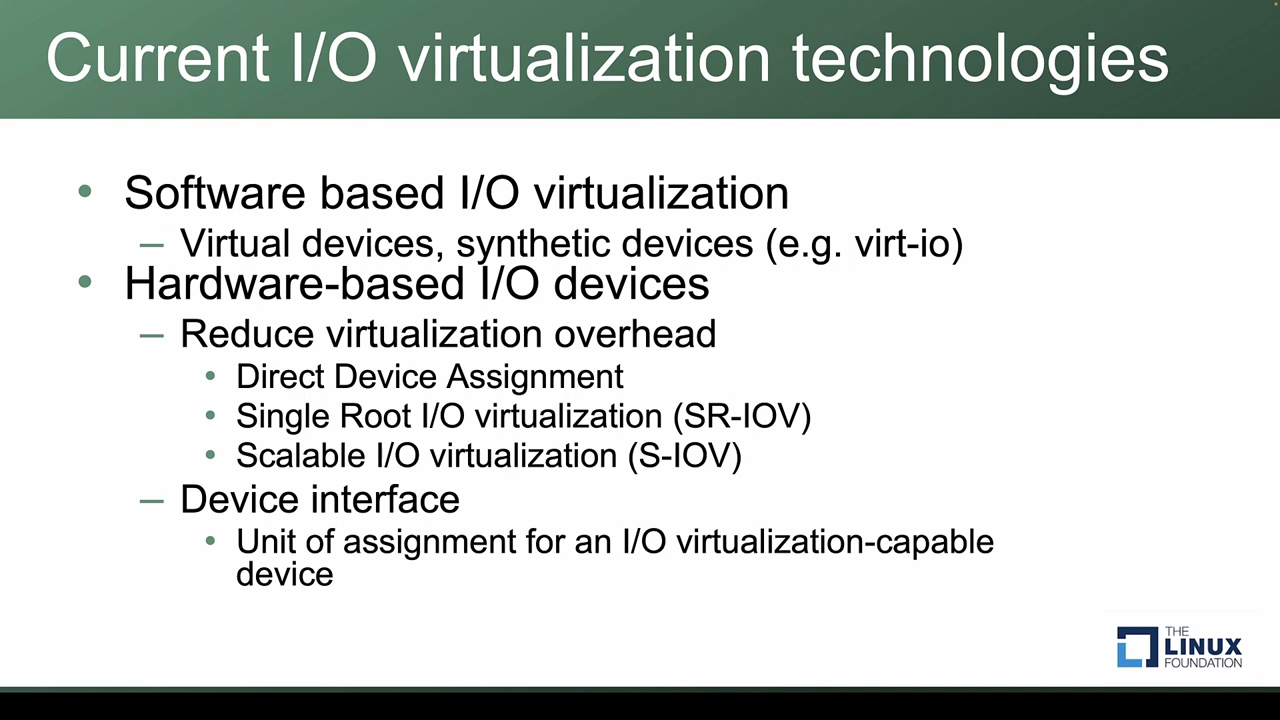 Current I/O virtualization technologies
• Software based I/O virtualization
– Virtual devices, synthetic devices (e.g. virt-io)
• Hardware-based I/O devices
– Reduce virtualization overhead
• Direct Device Assignment
• Single Root I/O virtualization (SR-IOV)
• Scalable I/O virtualization (S-IOV)
– Device interface
• Unit of assignment for an I/O virtualization-capable
device
THE
LINUX
FOUNDATION